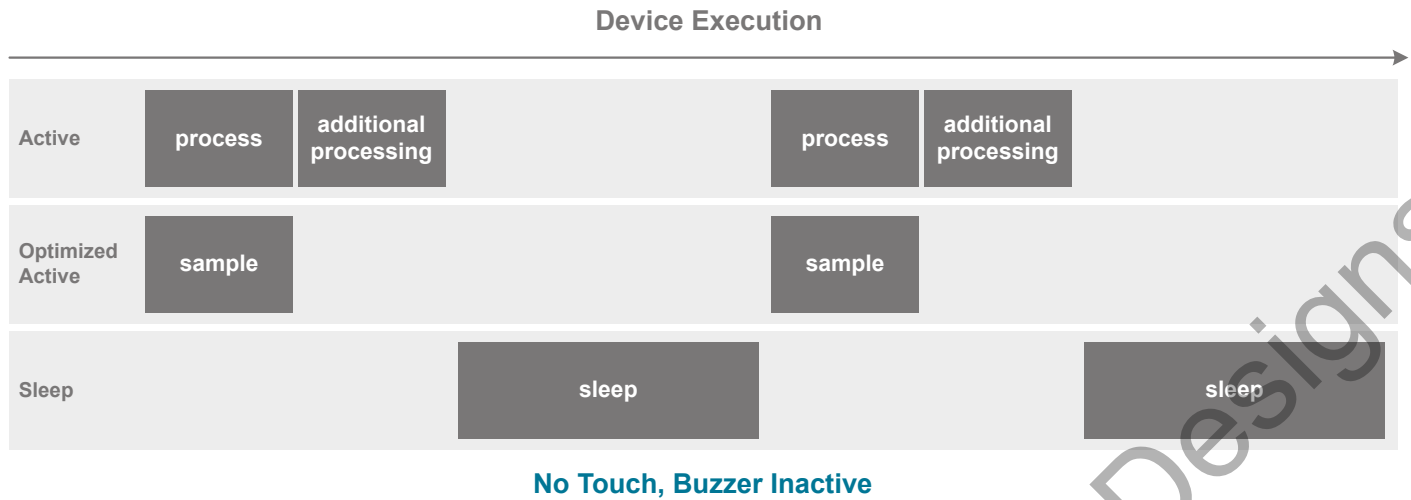 Device Execution
Active
process
additional
processing
process
additional
processing
Optimized
Active
sample
sample
Sleep
sleep
sleep
No Touch, Buzzer Inactive
Designs